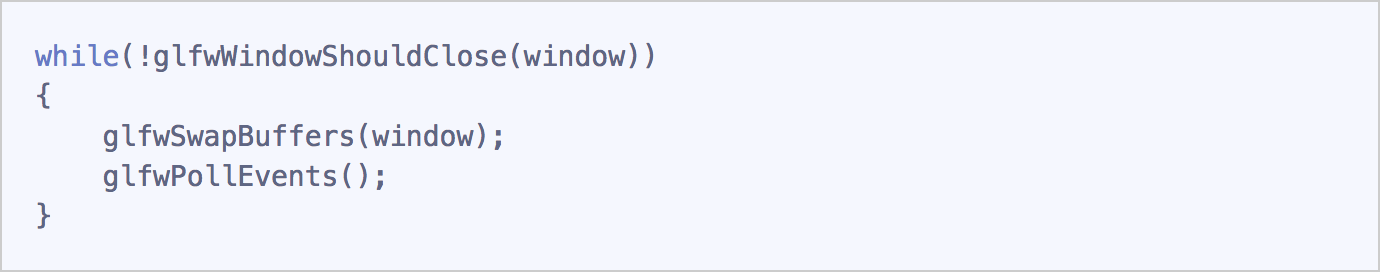 while(!glfwWindowShouldClose(window))
{
    glfwSwapBuffers(window);
    glfwPollEvents();
}